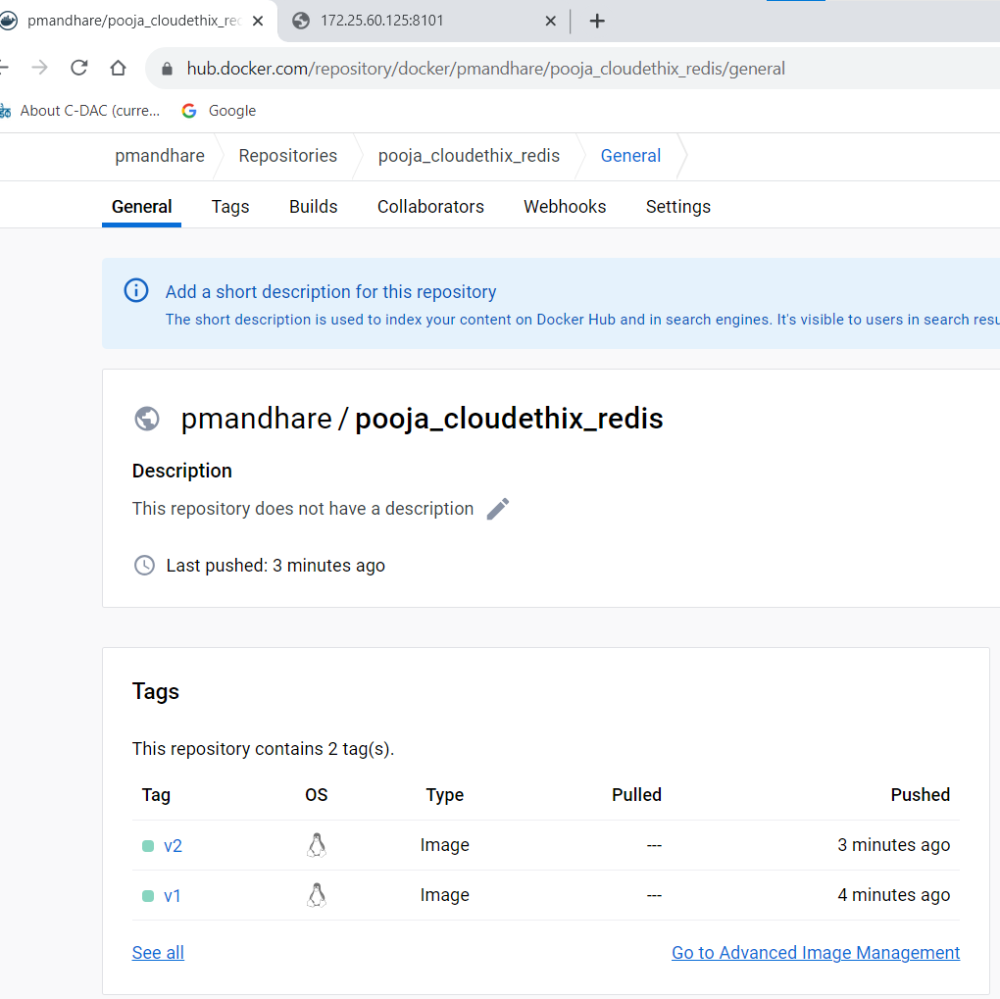 pmandhare/pooja_cloudethix_red
172.25.60.125:8101
hub.docker.com/repository/docker/pmandhare/pooja_cloudethix_redis/general
About C-DAC (curre...
Google
pmandhare Repositories pooja_cloudethix_redis General
General Tags Builds Collaborators Webhooks Settings
Add a short description for this repository
The short description is used to index your content on Docker Hub and in search engines. It's visible to users in search resu
pmandhare / pooja_cloudethix_redis
Description
This repository does not have a description
Last pushed: 3 minutes ago
Tags
This repository contains 2 tag(s).
Tag OS Type Pulled Pushed
v2 Image --- 3 minutes ago
v1 Image --- 4 minutes ago
See all Go to Advanced Image Management